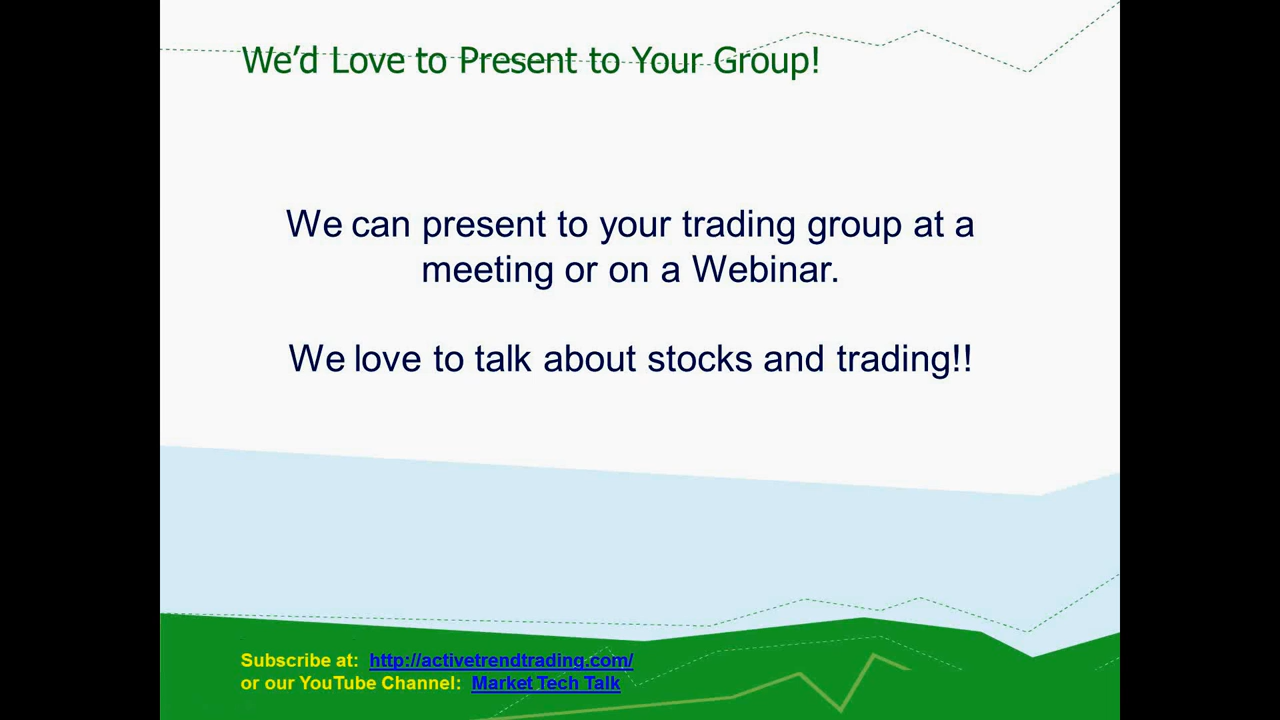 We’d Love to Present to Your Group!
We can present to your trading group at a
meeting or on a Webinar.
We love to talk about stocks and trading!!
Subscribe at: http://activetrendtrading.com/
or our YouTube Channel: Market Tech Talk